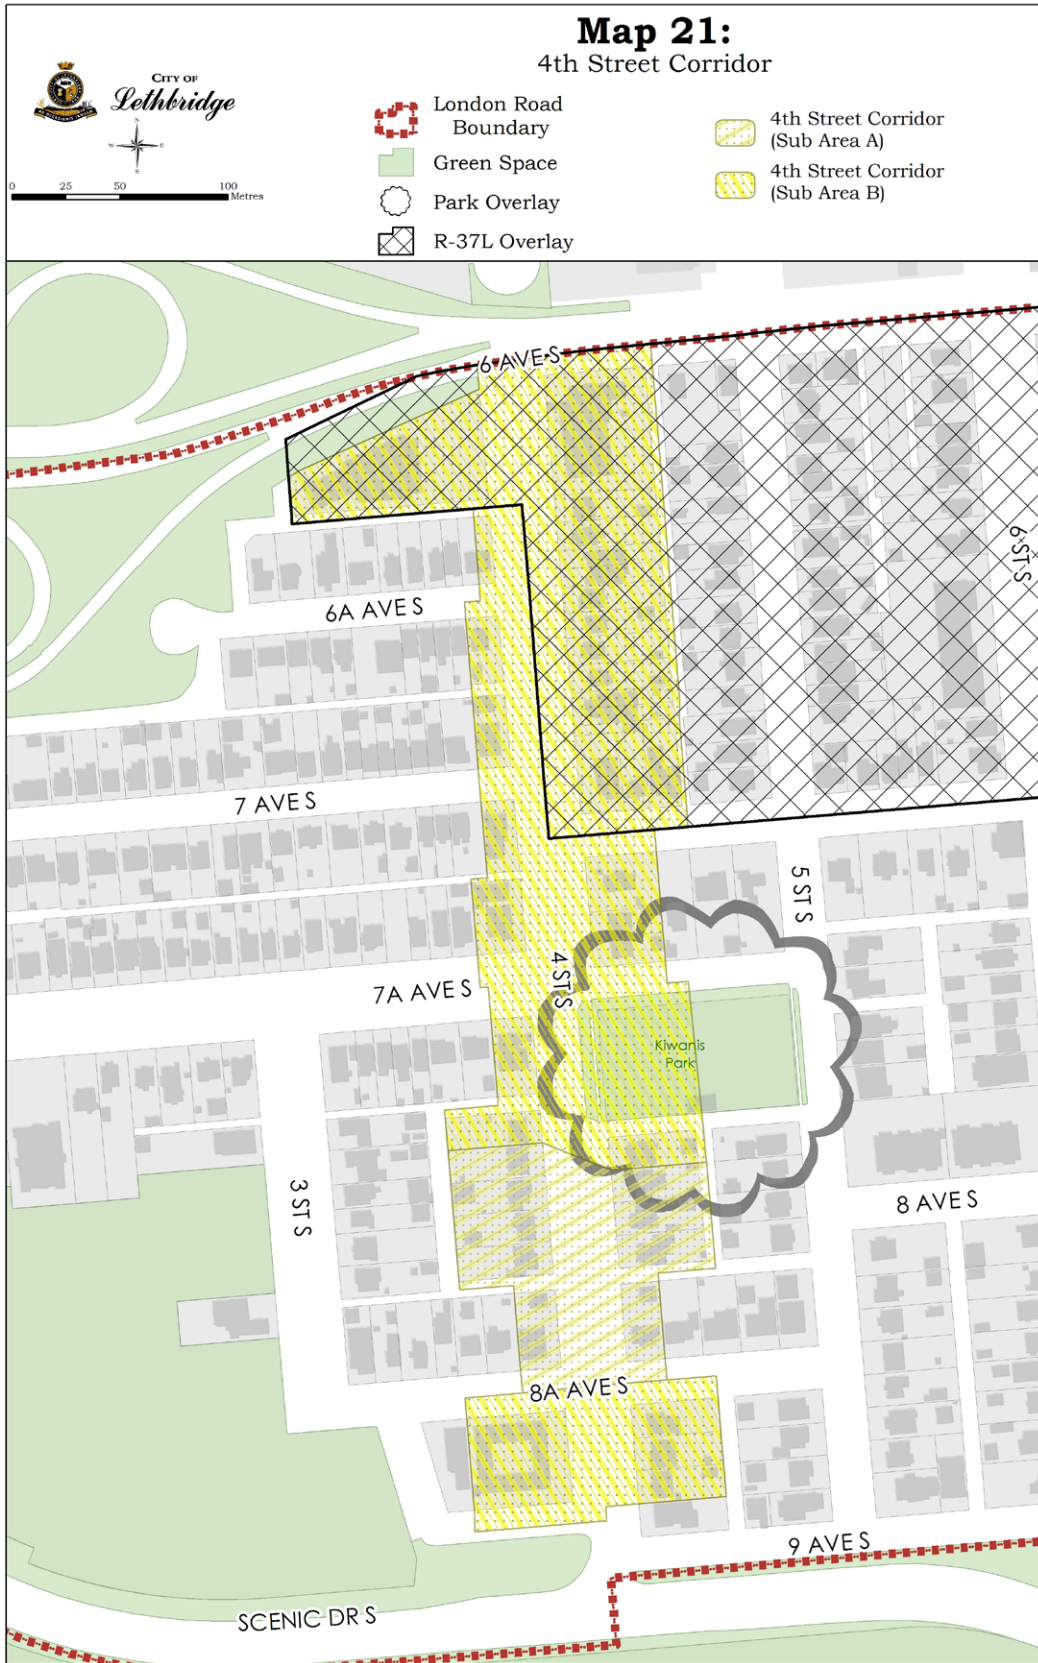 Map 21:
4th Street Corridor
CITY OF
Lethbridge
N
W E
S
0 25 50 100
Metres
London Road
Boundary
Green Space
Park Overlay
R-37L Overlay
4th Street Corridor
(Sub Area A)
4th Street Corridor
(Sub Area B)
6 AVE S
6 ST S
6A AVE S
7 AVE S
5 ST S
4 ST S
7A AVE S
Kiwanis
Park
3 ST S
8 AVE S
8A AVE S
9 AVE S
SCENIC DR S